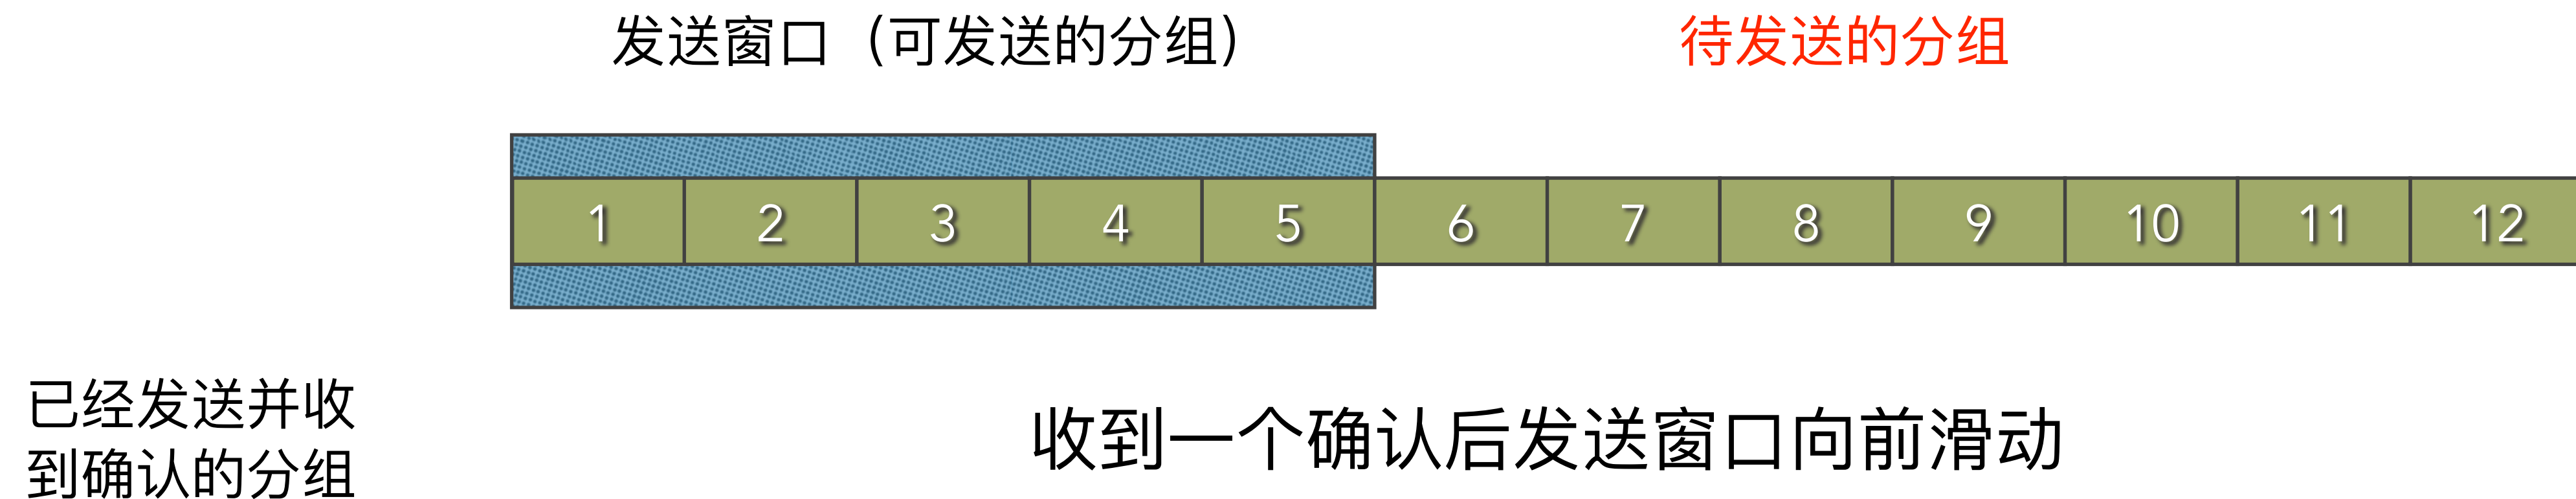 发送窗口（可发送的分组）
待发送的分组
1 2 3 4 5 6 7 8 9 10 11 12
已经发送并收
到确认的分组
收到一个确认后发送窗口向前滑动